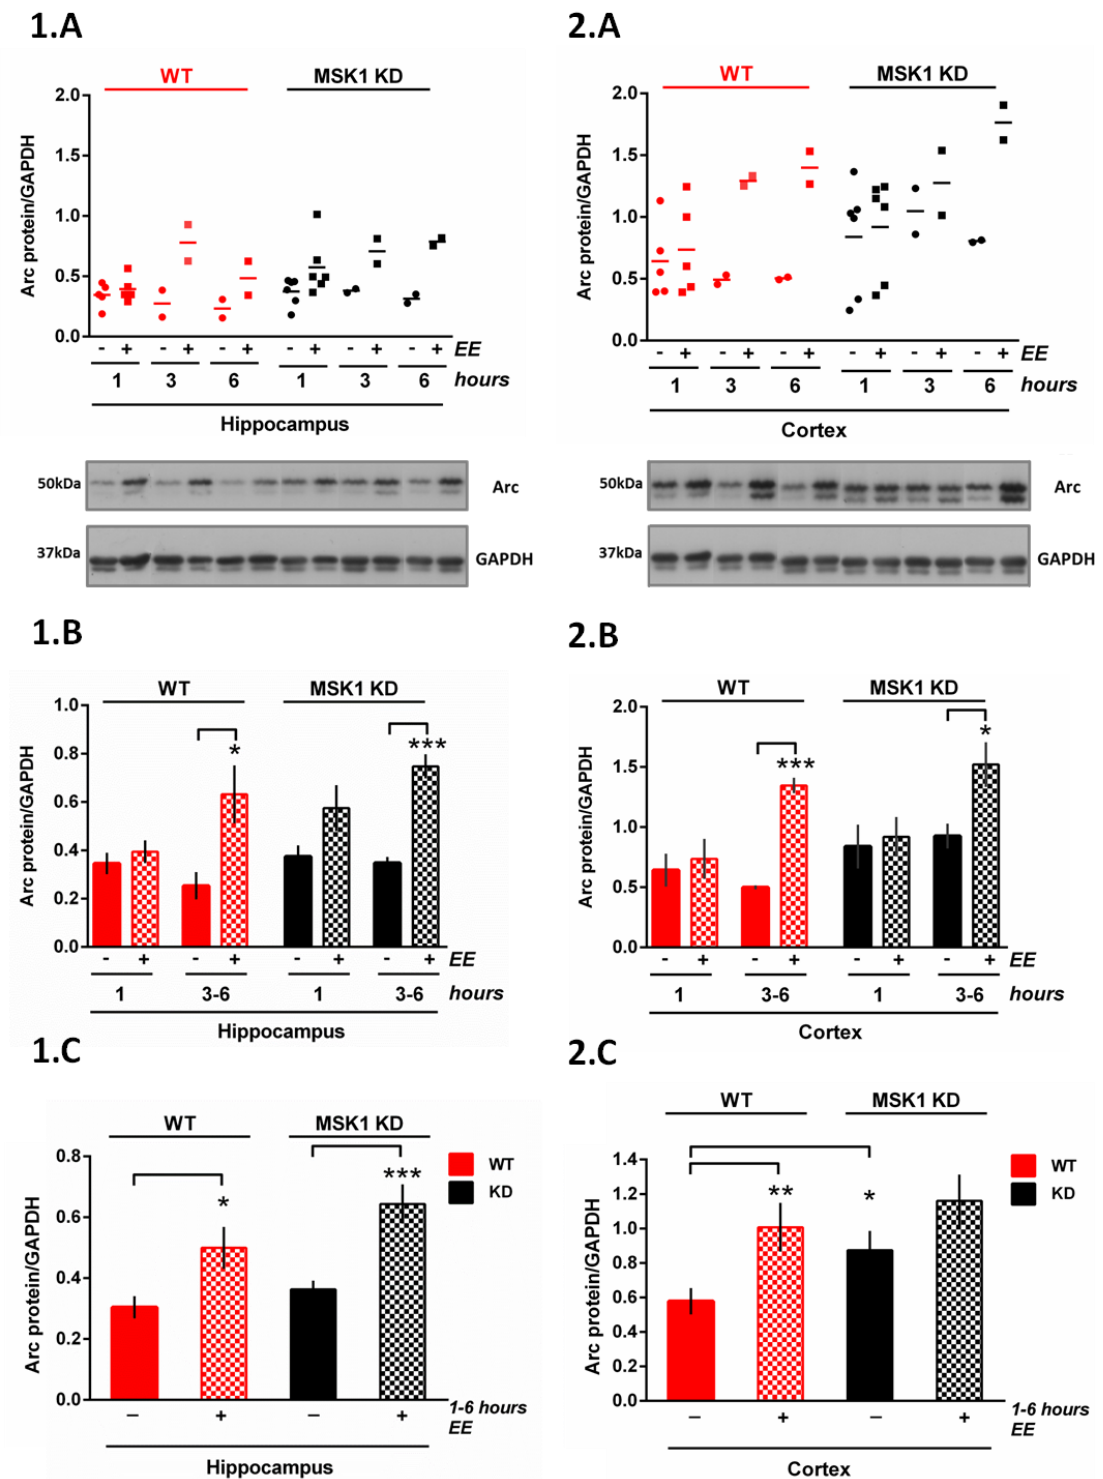 1.A
WT MSK1 KD
2.0
1.5
1.0
0.5
0.0
Arc protein/GAPDH
- + - + - + - + - + - + EE
1 3 6 1 3 6 hours
Hippocampus
50kDa Arc
37kDa GAPDH
2.A
WT MSK1 KD
2.0
1.5
1.0
0.5
0.0
Arc protein/GAPDH
- + - + - + - + - + - + EE
1 3 6 1 3 6 hours
Cortex
50kDa Arc
37kDa GAPDH
1.B
WT MSK1 KD
1.0
0.8
0.6
0.4
0.2
0.0
Arc protein/GAPDH
* ***
- + - + - + - + EE
1 3-6 1 3-6 hours
Hippocampus
2.B
WT MSK1 KD
2.0
1.5
1.0
0.5
0.0
Arc protein/GAPDH
*** *
- + - + - + - + EE
1 3-6 1 3-6 hours
Cortex
1.C
WT MSK1 KD
0.8
0.6
0.4
0.2
0.0
Arc protein/GAPDH
* ***
WT
KD
– + – + 1-6 hours
EE
Hippocampus
2.C
WT MSK1 KD
1.4
1.2
1.0
0.8
0.6
0.4
0.2
0.0
Arc protein/GAPDH
** *
WT
KD
– + – + 1-6 hours
EE
Cortex